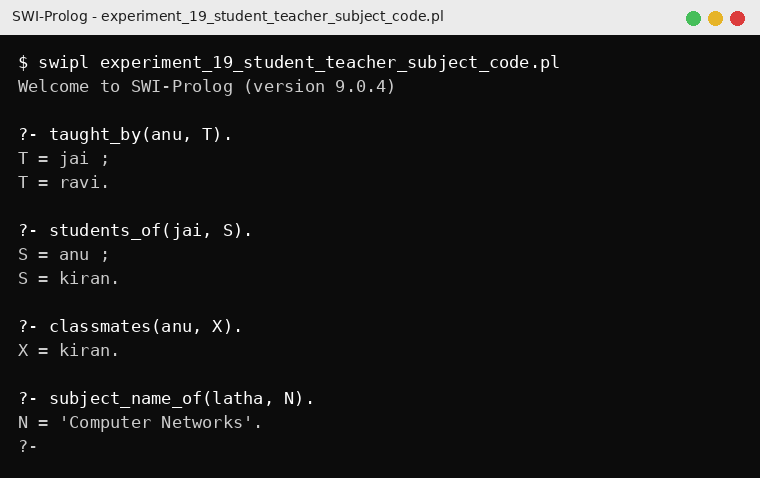 SWI-Prolog - experiment_19_student_teacher_subject_code.pl
$ swipl experiment_19_student_teacher_subject_code.pl
Welcome to SWI-Prolog (version 9.0.4)
?- taught_by(anu, T).
T = jai ;
T = ravi.
?- students_of(jai, S).
S = anu ;
S = kiran.
?- classmates(anu, X).
X = kiran.
?- subject_name_of(latha, N).
N = 'Computer Networks'.
?-